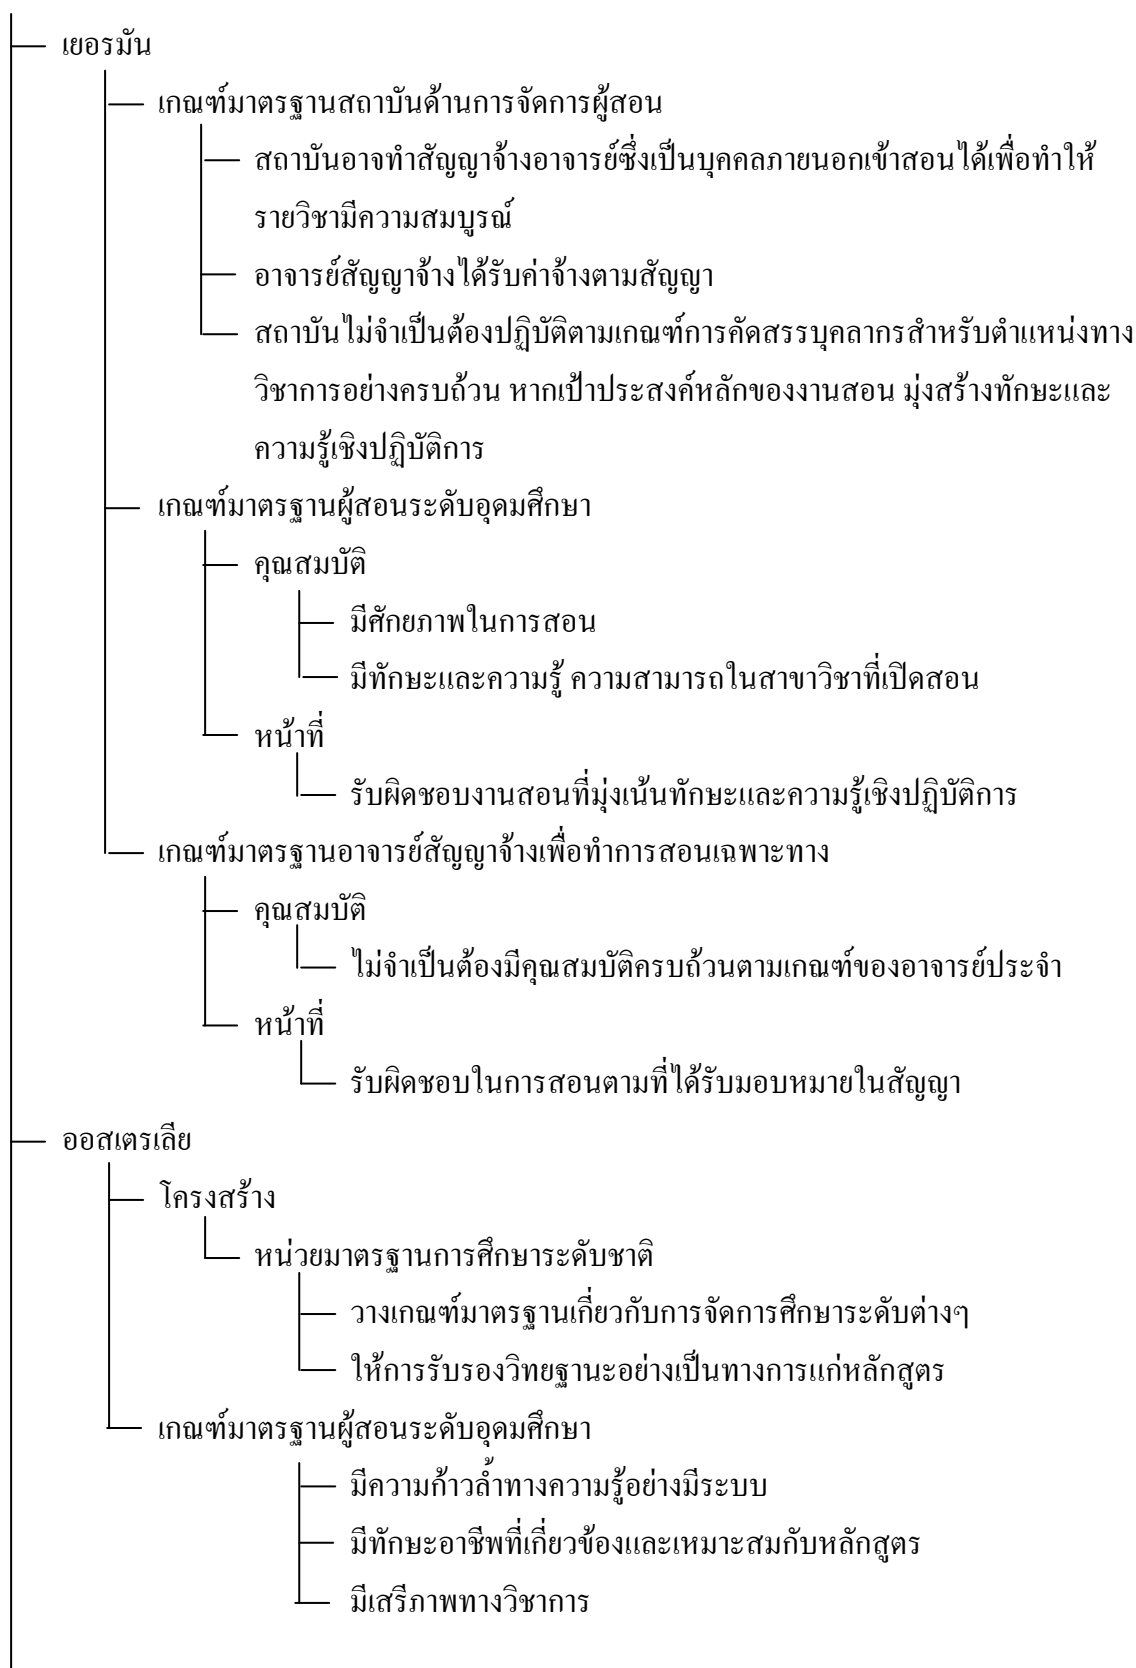 เยอรมัน
เกณฑ์มาตรฐานสถาบันด้านการจัดการผู้สอน
สถาบันอาจทำสัญญาจ้างอาจารย์ซึ่งเป็นบุคคลภายนอกเข้าสอนได้เพื่อทำให้
รายวิชามีความสมบูรณ์
อาจารย์สัญญาจ้างได้รับค่าจ้างตามสัญญา
สถาบันไม่จำเป็นต้องปฏิบัติตามเกณฑ์การคัดสรรบุคลากรสำหรับตำแหน่งทาง
วิชาการอย่างครบถ้วน หากเป้าประสงค์หลักของงานสอน มุ่งสร้างทักษะและ
ความรู้เชิงปฏิบัติการ
เกณฑ์มาตรฐานผู้สอนระดับอุดมศึกษา
คุณสมบัติ
มีศักยภาพในการสอน
มีทักษะและความรู้ ความสามารถในสาขาวิชาที่เปิดสอน
หน้าที่
รับผิดชอบงานสอนที่มุ่งเน้นทักษะและความรู้เชิงปฏิบัติการ
เกณฑ์มาตรฐานอาจารย์สัญญาจ้างเพื่อทำการสอนเฉพาะทาง
คุณสมบัติ
ไม่จำเป็นต้องมีคุณสมบัติครบถ้วนตามเกณฑ์ของอาจารย์ประจำ
หน้าที่
รับผิดชอบในการสอนตามที่ได้รับมอบหมายในสัญญา
ออสเตรเลีย
โครงสร้าง
หน่วยมาตรฐานการศึกษาระดับชาติ
วางเกณฑ์มาตรฐานเกี่ยวกับการจัดการศึกษาระดับต่างๆ
ให้การรับรองวิทยฐานะอย่างเป็นทางการแก่หลักสูตร
เกณฑ์มาตรฐานผู้สอนระดับอุดมศึกษา
มีความก้าวล้ำทางความรู้อย่างมีระบบ
มีทักษะอาชีพที่เกี่ยวข้องและเหมาะสมกับหลักสูตร
มีเสรีภาพทางวิชาการ